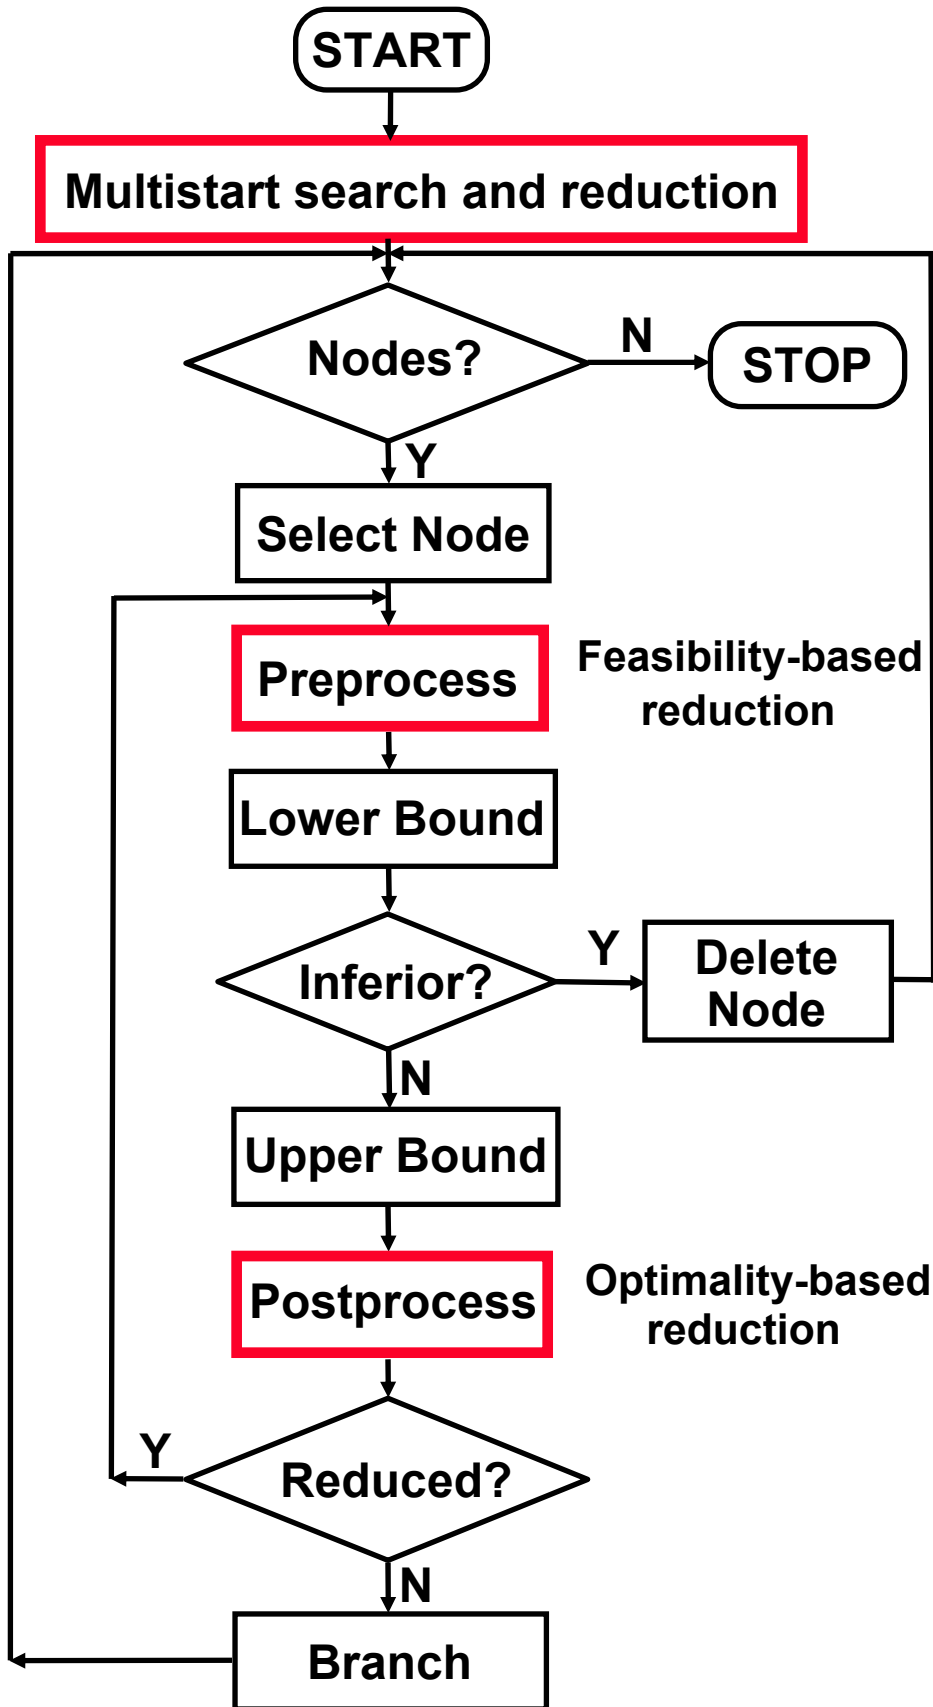 START
Multistart search and reduction
Nodes?
N
STOP
Y
Select Node
Preprocess
Feasibility-based
reduction
Lower Bound
Inferior?
Y
Delete
Node
N
Upper Bound
Postprocess
Optimality-based
reduction
Y
Reduced?
N
Branch